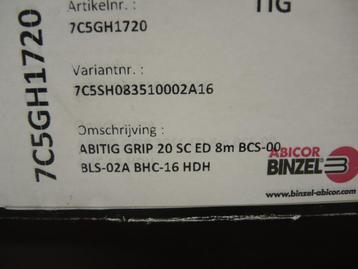 Artikelnr. :
TIG
7C5GH1720
7C5GH1720
Variantnr. :
7C5SH083510002A16
Omschrijving :
ABITIG GRIP 20 SC ED 8m BCS-00
BLS-02A BHC-16 HDH
ABICOR
BINZEL
www.binzel-abicor.com